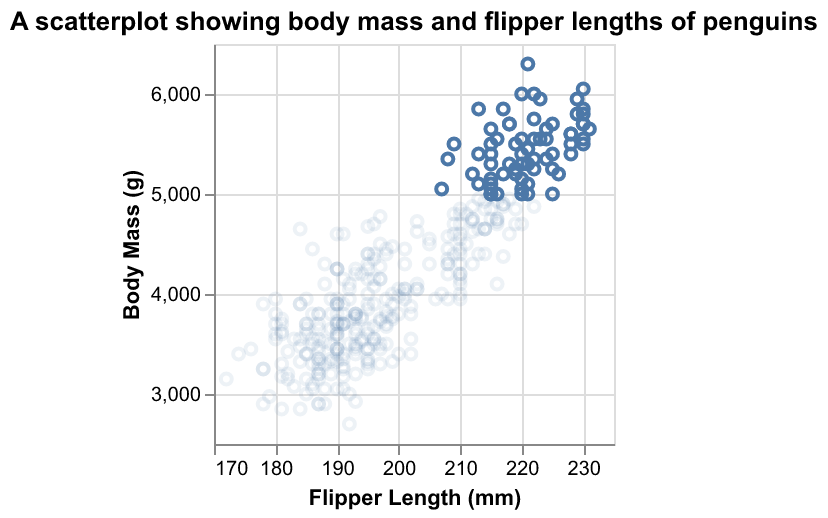 A scatterplot showing body mass and flipper lengths of penguins
6,000
5,000
4,000
3,000
Body Mass (g)
170 180 190 200 210 220 230
Flipper Length (mm)